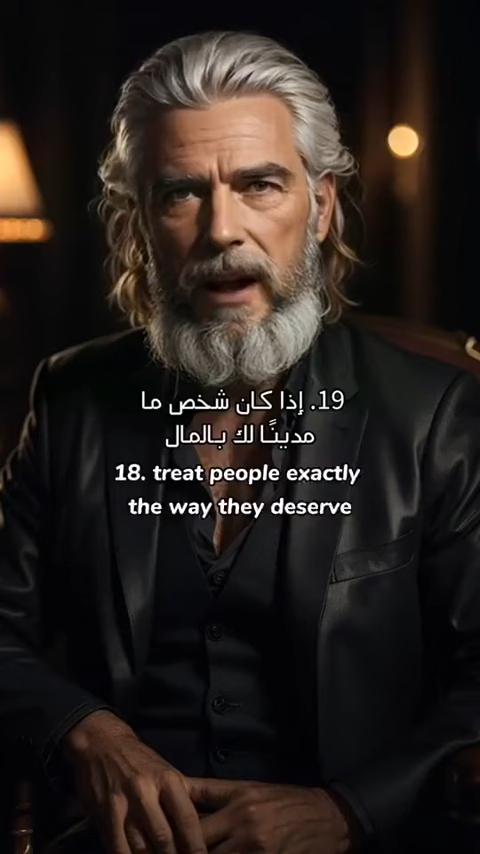 19. إذا كان شخص ما
مدينًا لك بالمال
18. treat people exactly
the way they deserve